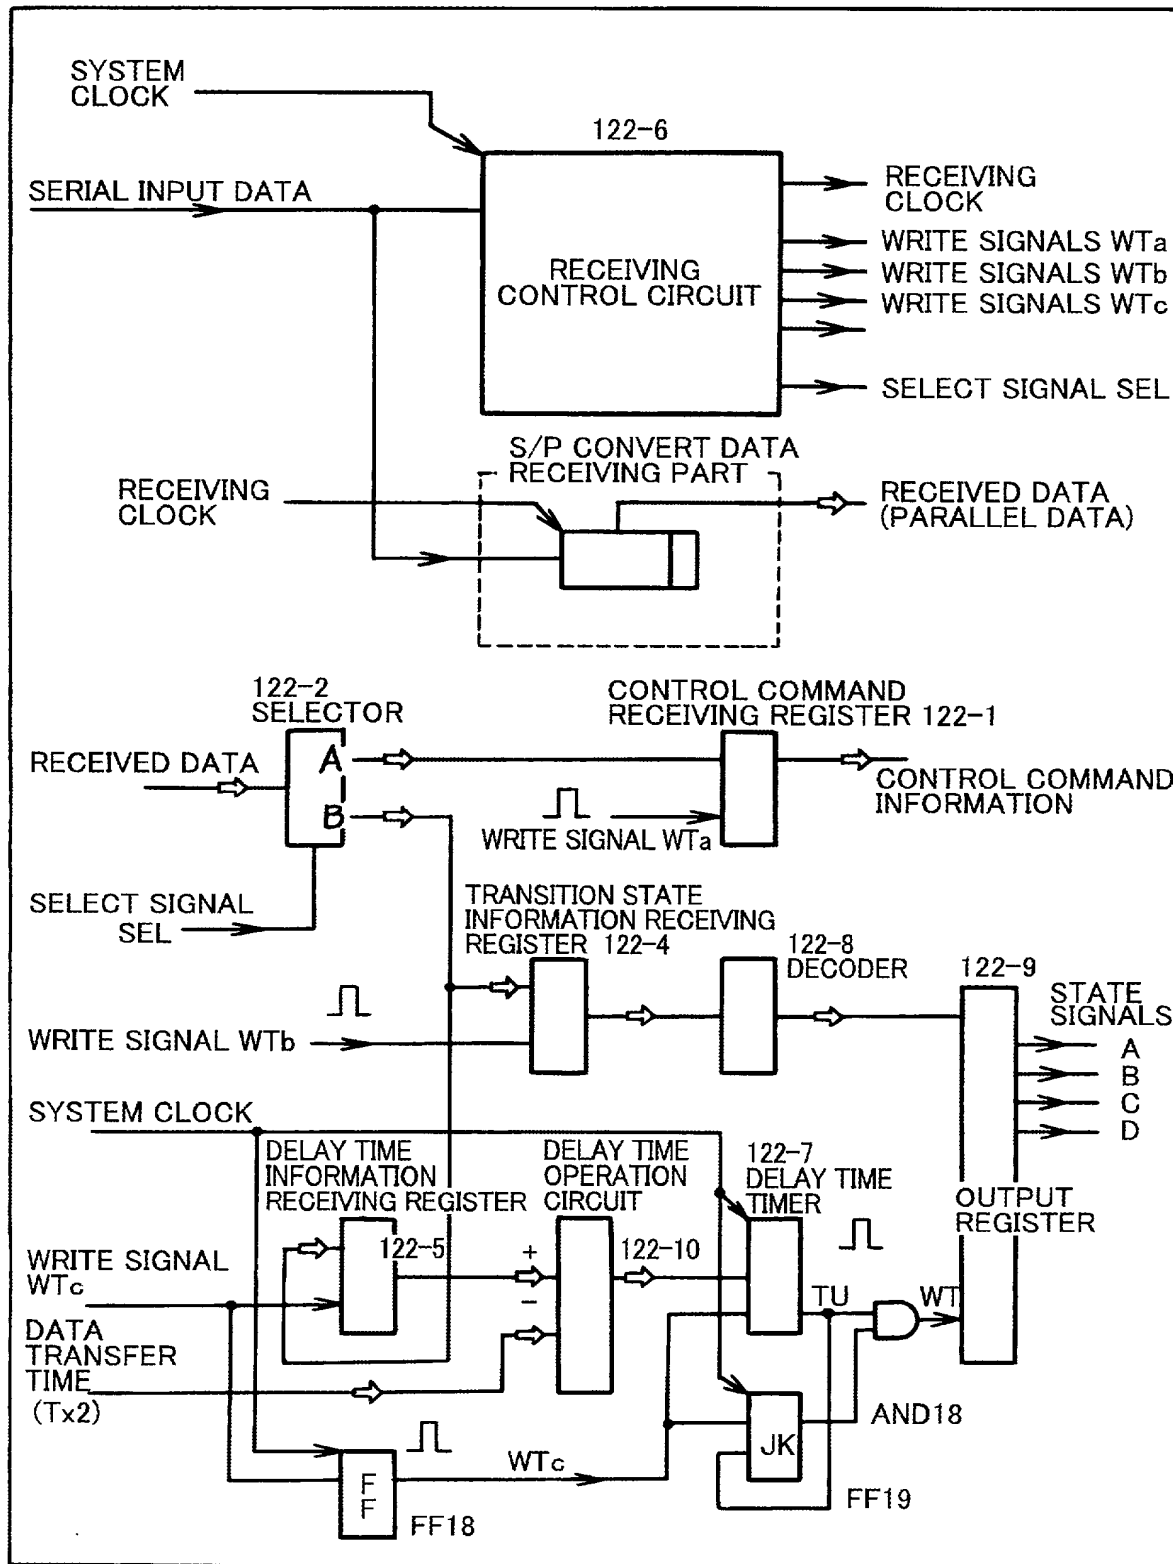 SYSTEM
CLOCK
122-6
SERIAL INPUT DATA
RECEIVING
CONTROL CIRCUIT
RECEIVING
CLOCK
WRITE SIGNALS WTa
WRITE SIGNALS WTb
WRITE SIGNALS WTc
SELECT SIGNAL SEL
S/P CONVERT DATA
RECEIVING PART
RECEIVING
CLOCK
RECEIVED DATA
(PARALLEL DATA)
122-2
SELECTOR
CONTROL COMMAND
RECEIVING REGISTER 122-1
RECEIVED DATA
A
B
CONTROL COMMAND
INFORMATION
WRITE SIGNAL WTa
SELECT SIGNAL
SEL
TRANSITION STATE
INFORMATION RECEIVING
REGISTER 122-4
122-8
DECODER
122-9
STATE
SIGNALS
A
B
C
D
WRITE SIGNAL WTb
SYSTEM CLOCK
DELAY TIME
INFORMATION
RECEIVING REGISTER
DELAY TIME
OPERATION
CIRCUIT
122-7
DELAY TIME
TIMER
OUTPUT
REGISTER
WRITE SIGNAL
WTc
122-5
+
−
122-10
TU
WT
DATA
TRANSFER
TIME
(Tx2)
AND18
JK
WTc
F
F
FF18
FF19